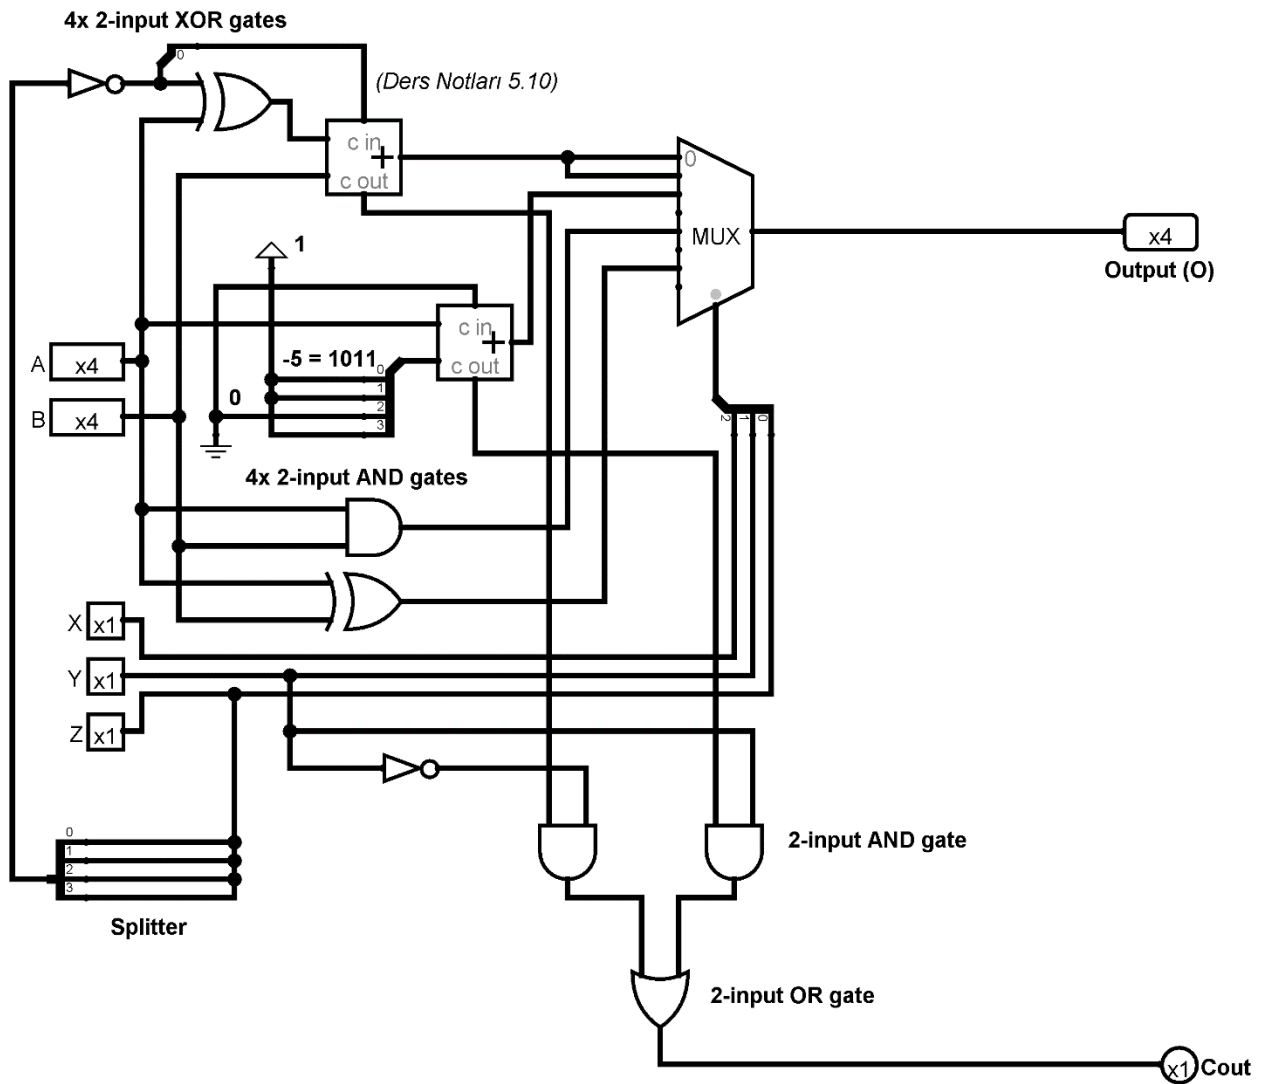 4x 2-input XOR gates
0
(Ders Notları 5.10)
c in
+
c out
0
MUX
x4
Output (O)
1
c in
+
c out
-5 = 1011
0
1
2
3
0
A x4
B x4
2 1 0
4x 2-input AND gates
X x1
Y x1
Z x1
0
1
2
3
Splitter
2-input AND gate
2-input OR gate
x1 Cout